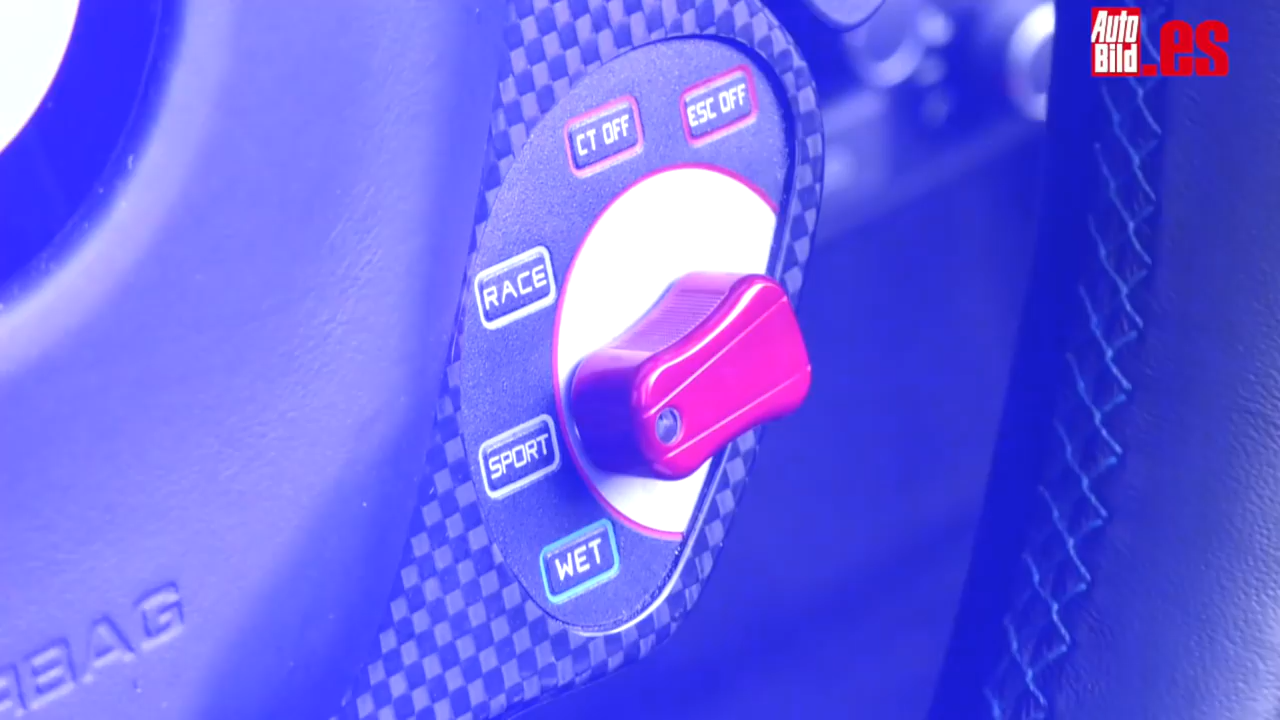 Auto
Bild.es
CT OFF
ESC OFF
RACE
SPORT
WET
RBAG